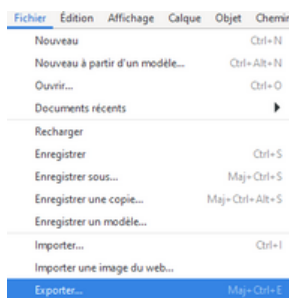 Fichier Édition Affichage Calque Objet Chemin
Nouveau Ctrl+N
Nouveau à partir d'un modèle... Ctrl+Alt+N
Ouvrir... Ctrl+O
Documents récents
Recharger
Enregistrer Ctrl+S
Enregistrer sous... Maj+Ctrl+S
Enregistrer une copie... Maj+Ctrl+Alt+S
Enregistrer un modèle...
Importer... Ctrl+I
Importer une image du web...
Exporter... Maj+Ctrl+E